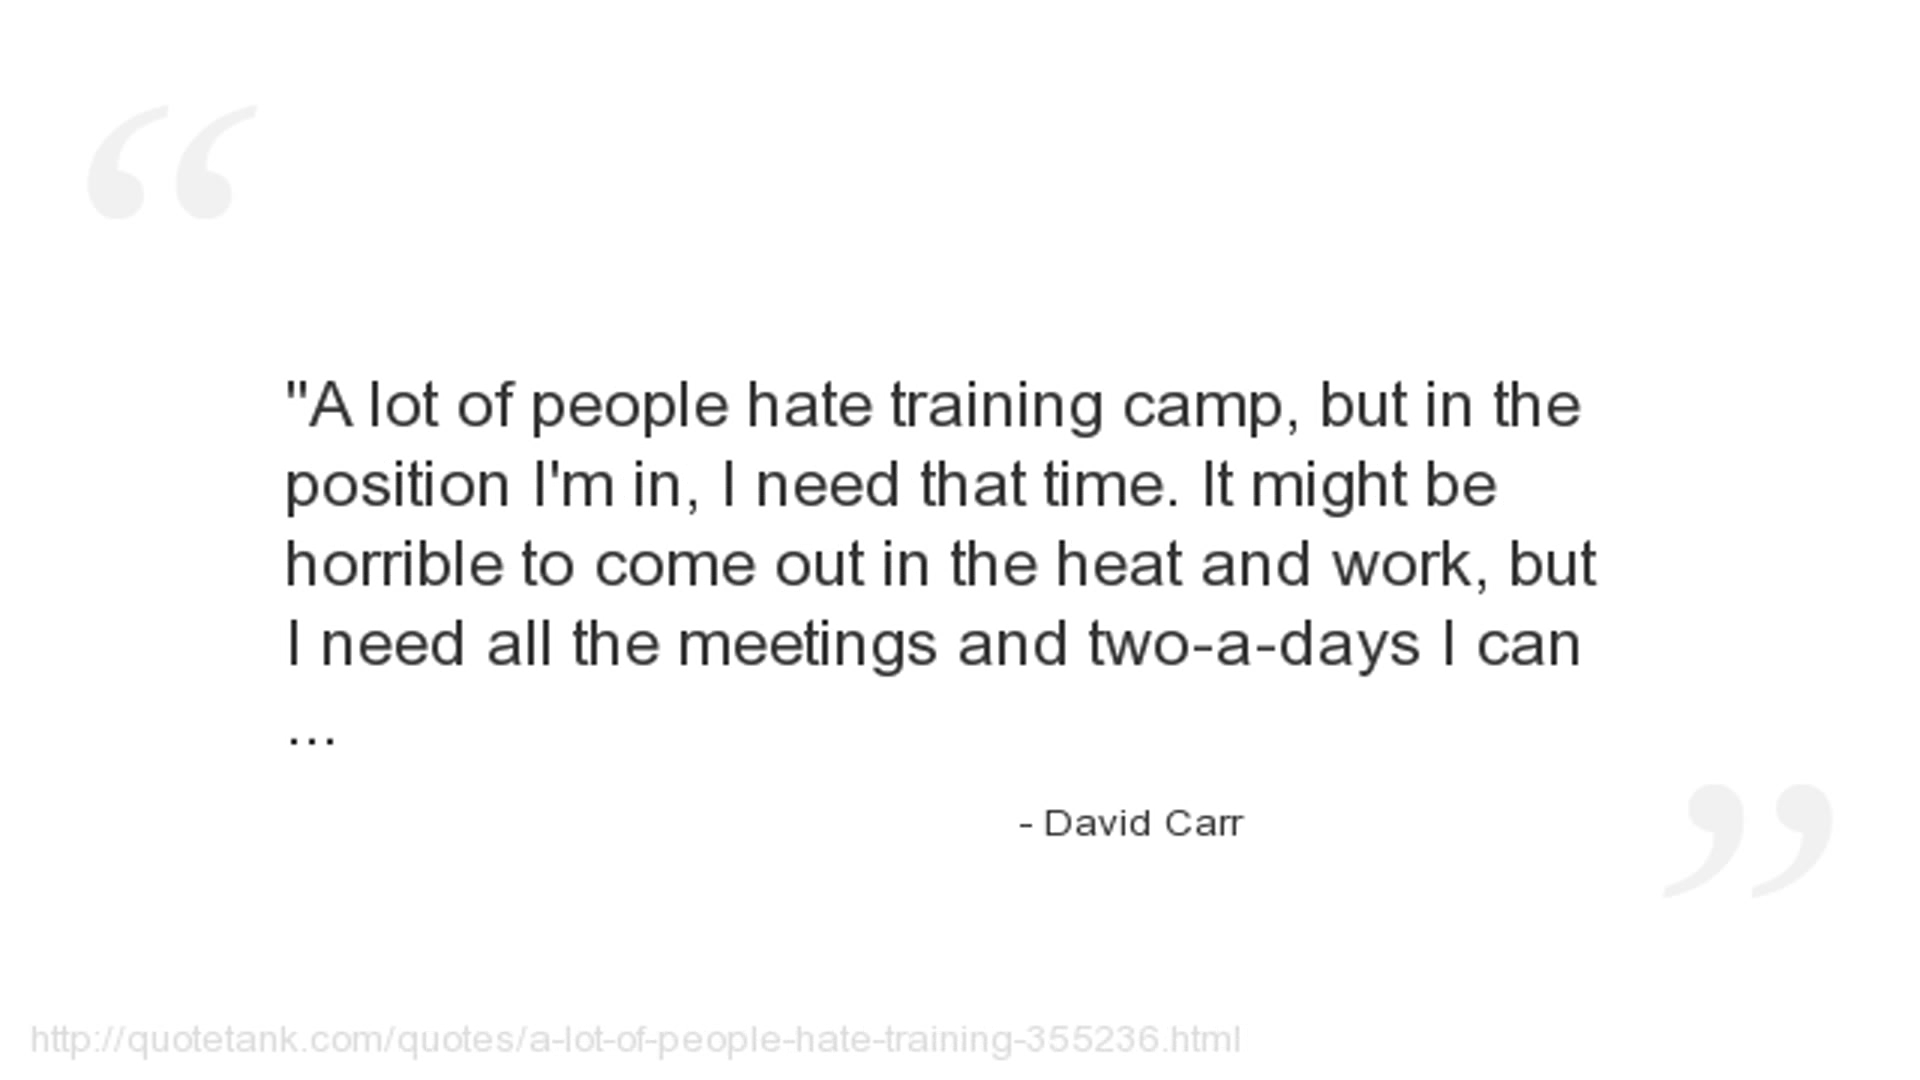 "A lot of people hate training camp, but in the
position I'm in, I need that time. It might be
horrible to come out in the heat and work, but
I need all the meetings and two-a-days I can
...
- David Carr
http://quotetank.com/quotes/a-lot-of-people-hate-training-355236.html